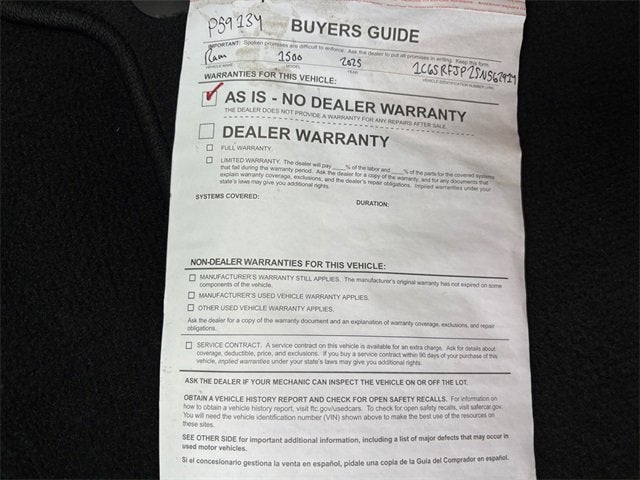 P59134
BUYERS GUIDE
IMPORTANT: Spoken promises are difficult to enforce. Ask the dealer to put all promises in writing. Keep this form.
Ram 1500 2025
VEHICLE MAKE MODEL YEAR VEHICLE IDENTIFICATION NUMBER (VIN)
WARRANTIES FOR THIS VEHICLE:
AS IS - NO DEALER WARRANTY
THE DEALER DOES NOT PROVIDE A WARRANTY FOR ANY REPAIRS AFTER SALE.
DEALER WARRANTY
FULL WARRANTY.
LIMITED WARRANTY. The dealer will pay ____% of the labor and ____% of the parts for the covered systems
that fail during the warranty period. Ask the dealer for a copy of the warranty, and for any documents that
explain warranty coverage, exclusions, and the dealer's repair obligations. Implied warranties under your
state's laws may give you additional rights.
SYSTEMS COVERED: DURATION:
NON-DEALER WARRANTIES FOR THIS VEHICLE:
MANUFACTURER'S WARRANTY STILL APPLIES. The manufacturer's original warranty has not expired on some
components of the vehicle.
MANUFACTURER'S USED VEHICLE WARRANTY APPLIES.
OTHER USED VEHICLE WARRANTY APPLIES.
Ask the dealer for a copy of the warranty document and an explanation of warranty coverage, exclusions, and repair
obligations.
SERVICE CONTRACT. A service contract on this vehicle is available for an extra charge. Ask for details about
coverage, deductible, price, and exclusions. If you buy a service contract within 90 days of your purchase of this
vehicle, implied warranties under your state's laws may give you additional rights.
ASK THE DEALER IF YOUR MECHANIC CAN INSPECT THE VEHICLE ON OR OFF THE LOT.
OBTAIN A VEHICLE HISTORY REPORT AND CHECK FOR OPEN SAFETY RECALLS. For information on
how to obtain a vehicle history report, visit ftc.gov/usedcars. To check for open safety recalls, visit safercar.gov.
You will need the vehicle identification number (VIN) shown above to make the best use of the resources on
these sites.
SEE OTHER SIDE for important additional information, including a list of major defects that may occur in
used motor vehicles.
Si el concesionario gestiona la venta en español, pídale una copia de la Guía del Comprador en español.